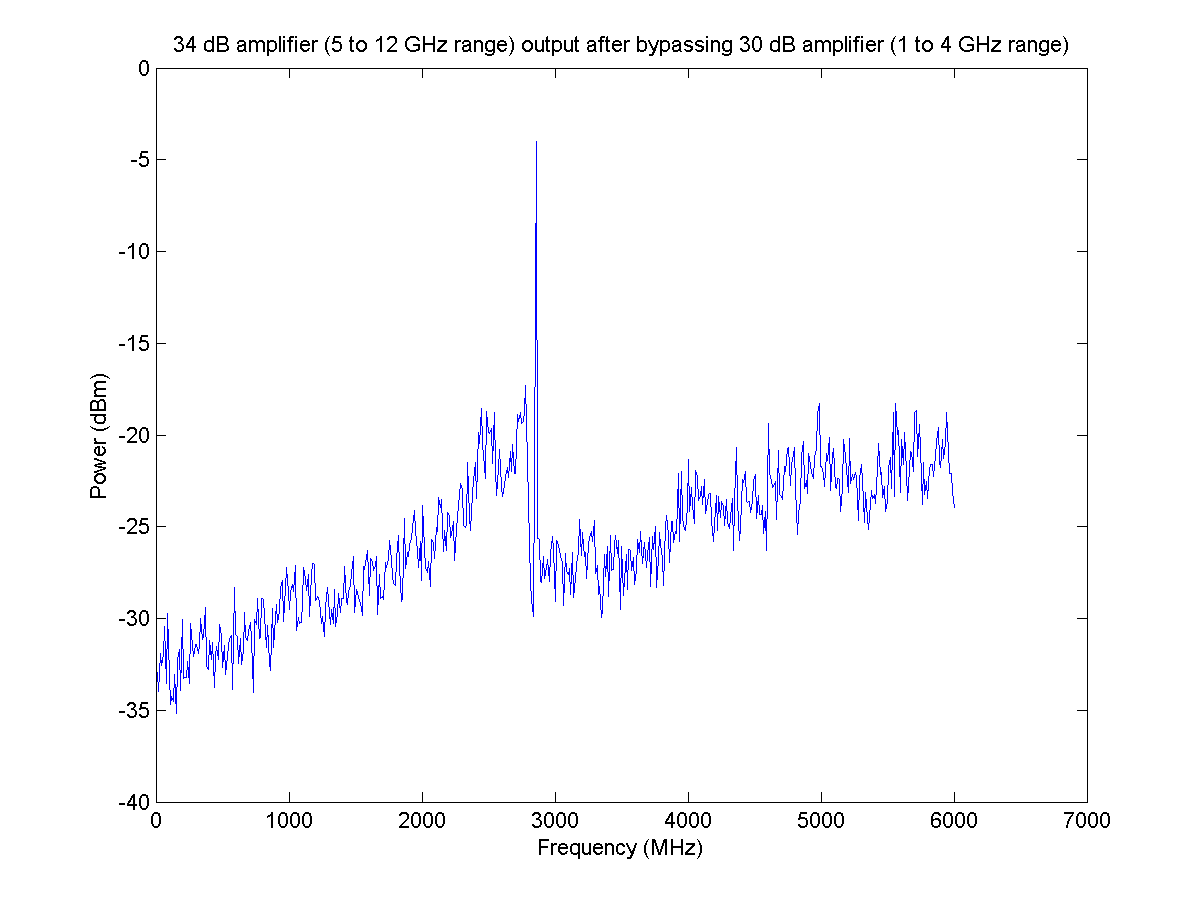 34 dB amplifier (5 to 12 GHz range) output after bypassing 30 dB amplifier (1 to 4 GHz range)
0
-5
-10
-15
-20
-25
-30
-35
-40
Power (dBm)
0 1000 2000 3000 4000 5000 6000 7000
Frequency (MHz)